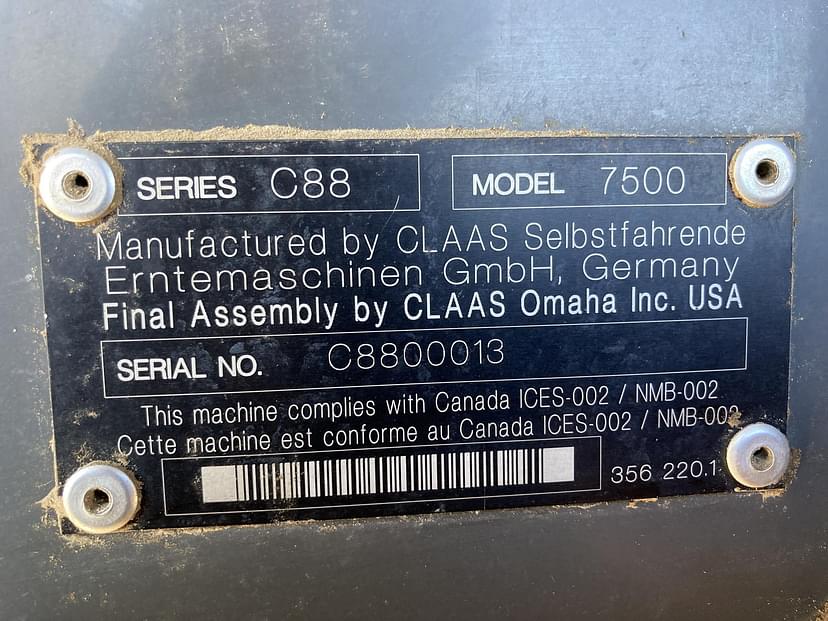 SERIES C88 MODEL 7500
Manufactured by CLAAS Selbstfahrende
Erntemaschinen GmbH, Germany
Final Assembly by CLAAS Omaha Inc. USA
SERIAL NO. C8800013
This machine complies with Canada ICES-002 / NMB-002
Cette machine est conforme au Canada ICES-002 / NMB-002
356 220.1